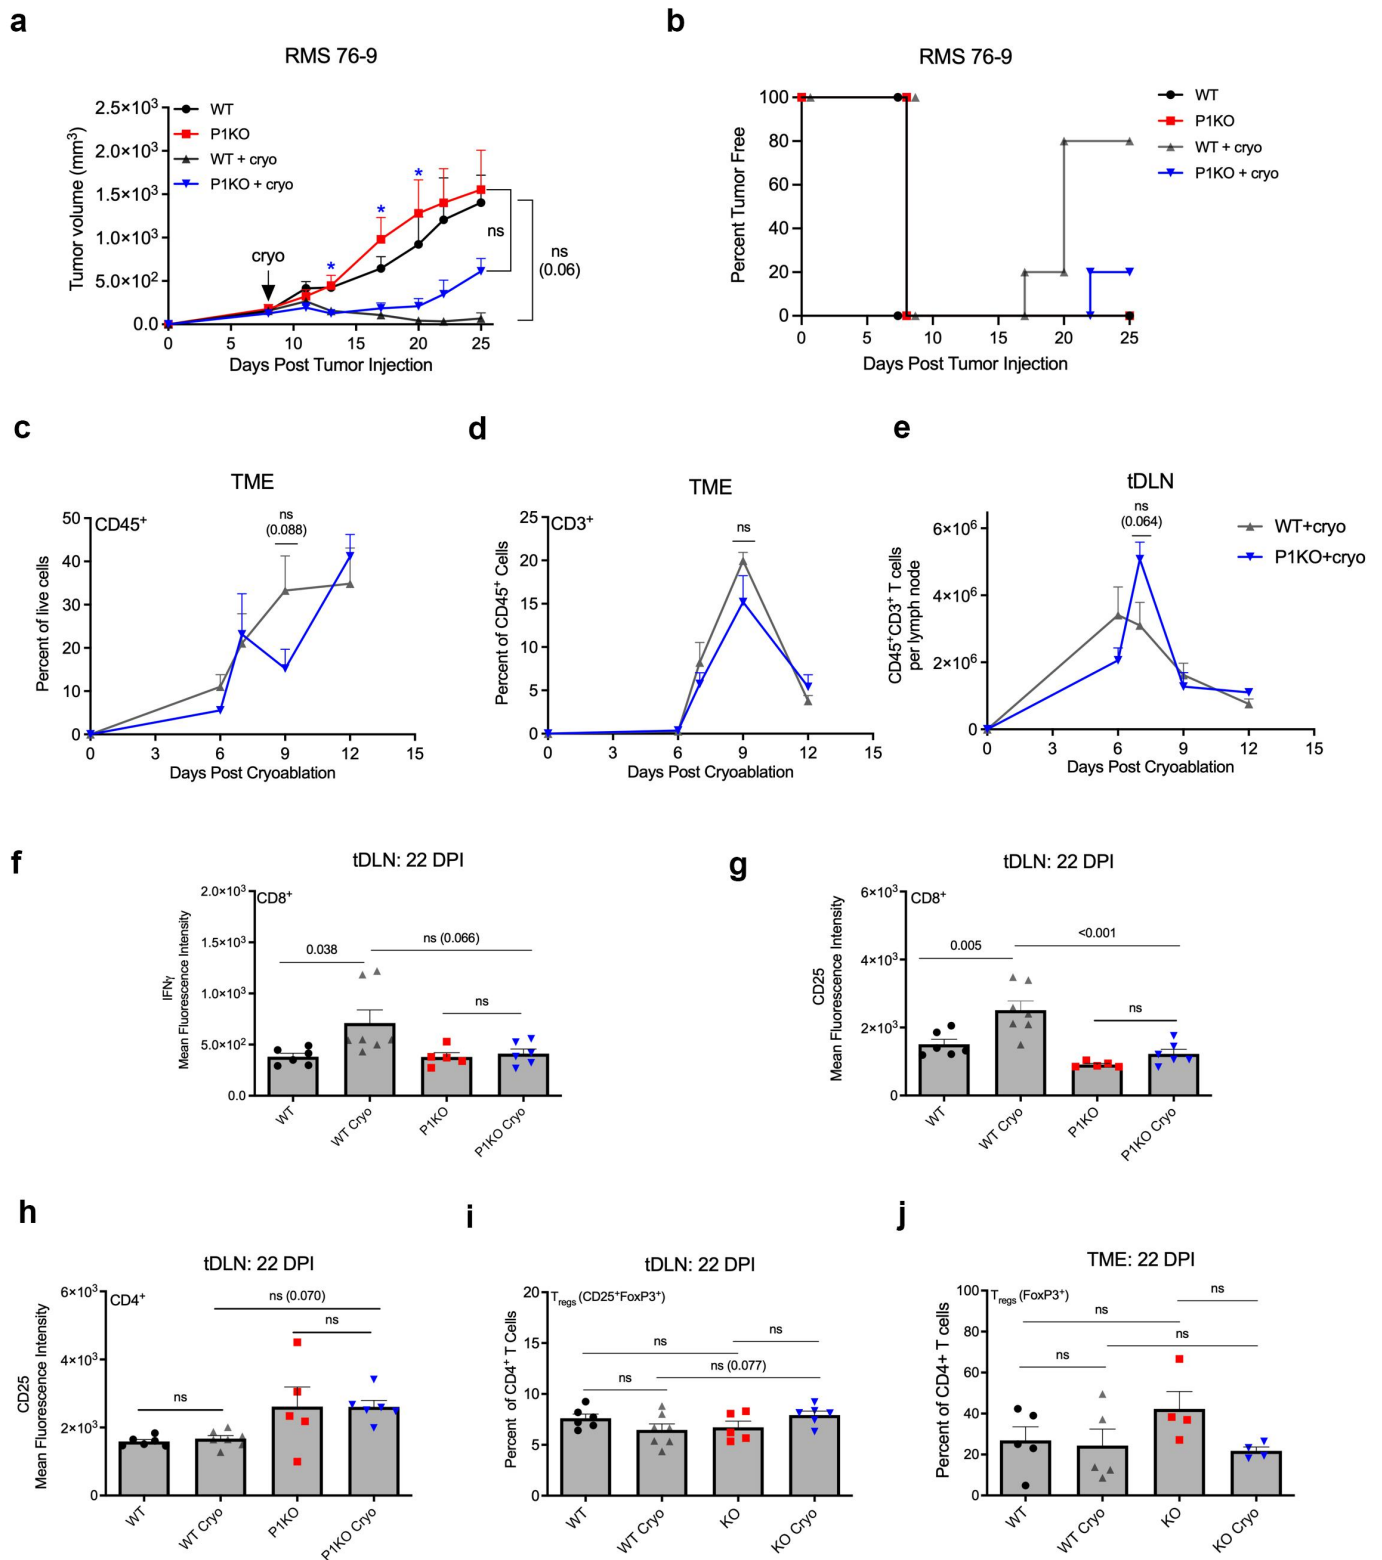 a
RMS 76-9
Tumor volume (mm³)
2.5×10³
2.0×10³
1.5×10³
1.0×10³
5.0×10²
0.0
WT
P1KO
WT + cryo
P1KO + cryo
cryo
*
*
*
ns
ns
(0.06)
0 5 10 15 20 25
Days Post Tumor Injection
b
RMS 76-9
Percent Tumor Free
100
80
60
40
20
0
0 5 10 15 20 25
Days Post Tumor Injection
WT
P1KO
WT + cryo
P1KO + cryo
c
TME
CD45⁺
Percent of live cells
50
40
30
20
10
0
ns
(0.088)
0 3 6 9 12 15
Days Post Cryoablation
d
TME
CD3⁺
Percent of CD45⁺ Cells
25
20
15
10
5
0
ns
0 3 6 9 12 15
Days Post Cryoablation
e
tDLN
CD45⁺CD3⁺ T cells
per lymph node
6×10⁶
4×10⁶
2×10⁶
0
ns
(0.064)
0 3 6 9 12 15
Days Post Cryoablation
WT+cryo
P1KO+cryo
f
tDLN: 22 DPI
CD8⁺
IFNγ
Mean Fluorescence Intensity
2.0×10³
1.5×10³
1.0×10³
5.0×10²
0.0
0.038
ns (0.066)
ns
WT
WT Cryo
P1KO
P1KO Cryo
g
tDLN: 22 DPI
CD8⁺
CD25
Mean Fluorescence Intensity
6×10³
4×10³
2×10³
0
0.005
<0.001
ns
WT
WT Cryo
P1KO
P1KO Cryo
h
tDLN: 22 DPI
CD4⁺
CD25
Mean Fluorescence Intensity
6×10³
4×10³
2×10³
0
ns (0.070)
ns
ns
WT
WT Cryo
P1KO
P1KO Cryo
i
tDLN: 22 DPI
Tregs (CD25⁺FoxP3⁺)
Percent of CD4⁺ T Cells
20
15
10
5
0
ns
ns
ns (0.077)
ns
WT
WT Cryo
KO
KO Cryo
j
TME: 22 DPI
Tregs (FoxP3⁺)
Percent of CD4+ T cells
100
80
60
40
20
0
ns
ns
ns
ns
WT
WT Cryo
KO
KO Cryo